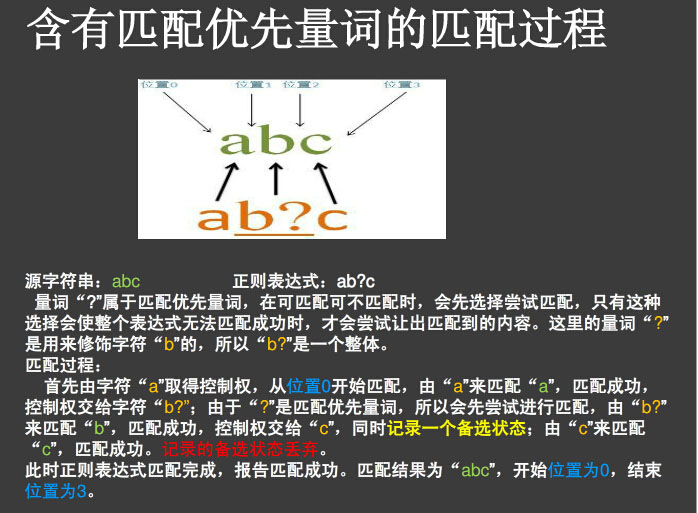 含有匹配优先量词的匹配过程
位置0 位置1 位置2 位置3
abc
ab?c
源字符串：abc 正则表达式：ab?c
量词“?”属于匹配优先量词，在可匹配可不匹配时，会先选择尝试匹配，只有这种
选择会使整个表达式无法匹配成功时，才会尝试让出匹配到的内容。这里的量词“?”
是用来修饰字符“b”的，所以“b?”是一个整体。
匹配过程：
首先由字符“a”取得控制权，从位置0开始匹配，由“a”来匹配“a”，匹配成功，
控制权交给字符“b?”；由于“?”是匹配优先量词，所以会先尝试进行匹配，由“b?”
来匹配“b”，匹配成功，控制权交给“c”，同时记录一个备选状态；由“c”来匹配
“c”，匹配成功。记录的备选状态丢弃。
此时正则表达式匹配完成，报告匹配成功。匹配结果为“abc”，开始位置为0，结束
位置为3。